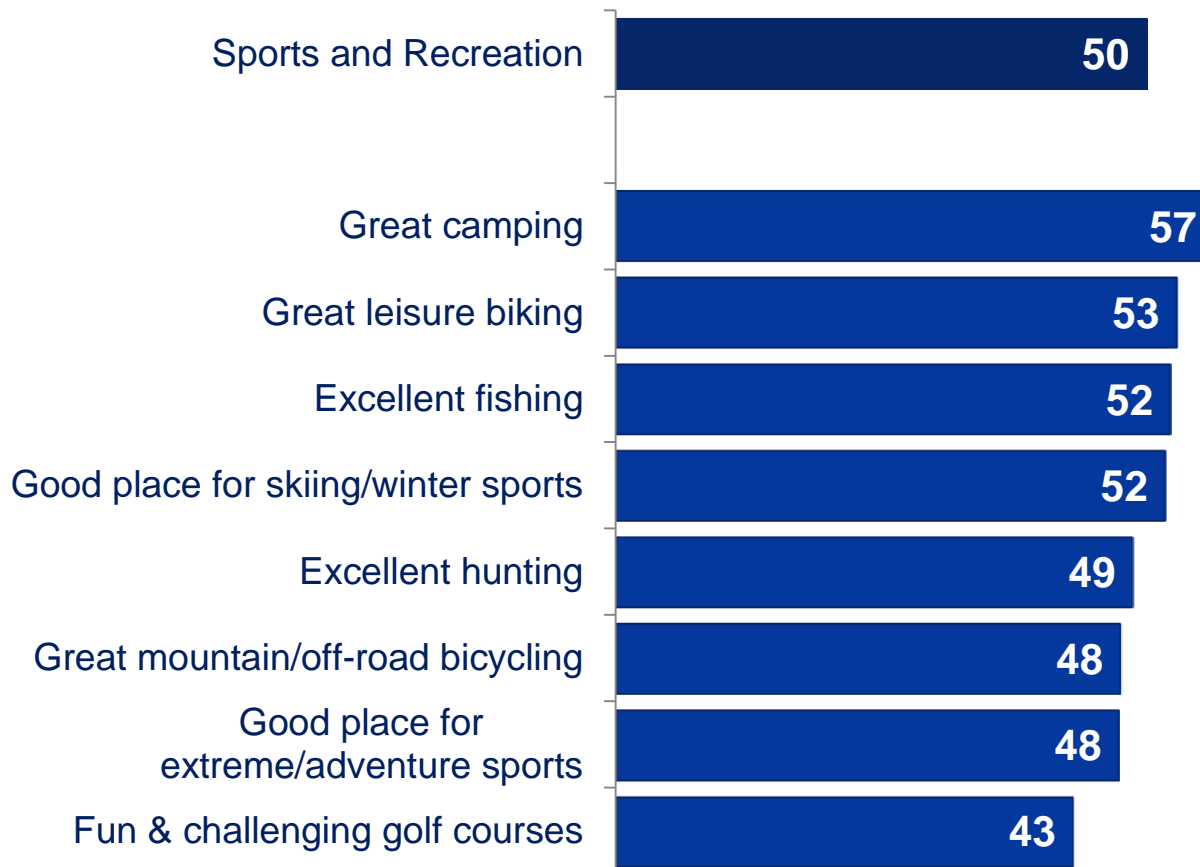 Sports and Recreation 50
Great camping 57
Great leisure biking 53
Excellent fishing 52
Good place for skiing/winter sports 52
Excellent hunting 49
Great mountain/off-road bicycling 48
Good place for
extreme/adventure sports 48
Fun & challenging golf courses 43